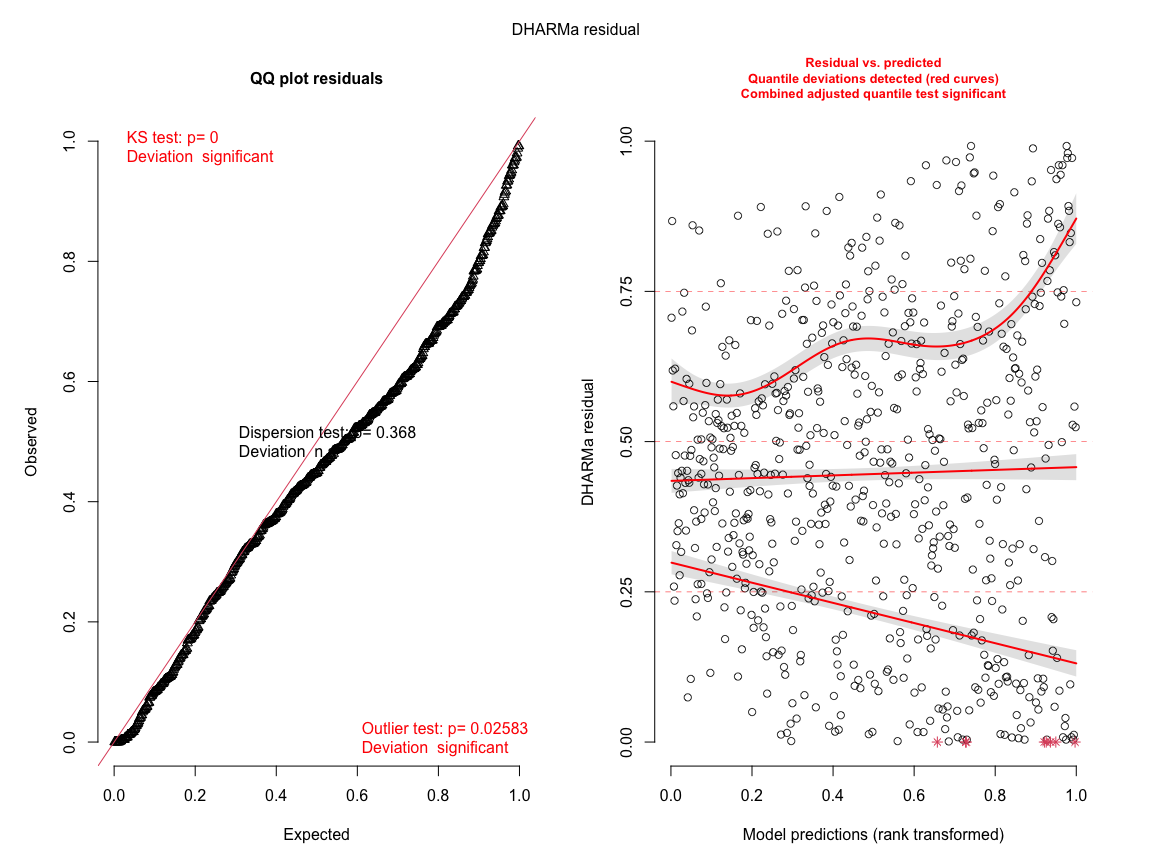 DHARMa residual
QQ plot residuals
KS test: p= 0
Deviation  significant
Dispersion test: p= 0.368
Deviation  n
Outlier test: p= 0.02583
Deviation  significant
Observed
0.0
0.2
0.4
0.6
0.8
1.0
0.0 0.2 0.4 0.6 0.8 1.0
Expected
Residual vs. predicted
Quantile deviations detected (red curves)
Combined adjusted quantile test significant
DHARMa residual
0.00
0.25
0.50
0.75
1.00
0.0 0.2 0.4 0.6 0.8 1.0
Model predictions (rank transformed)